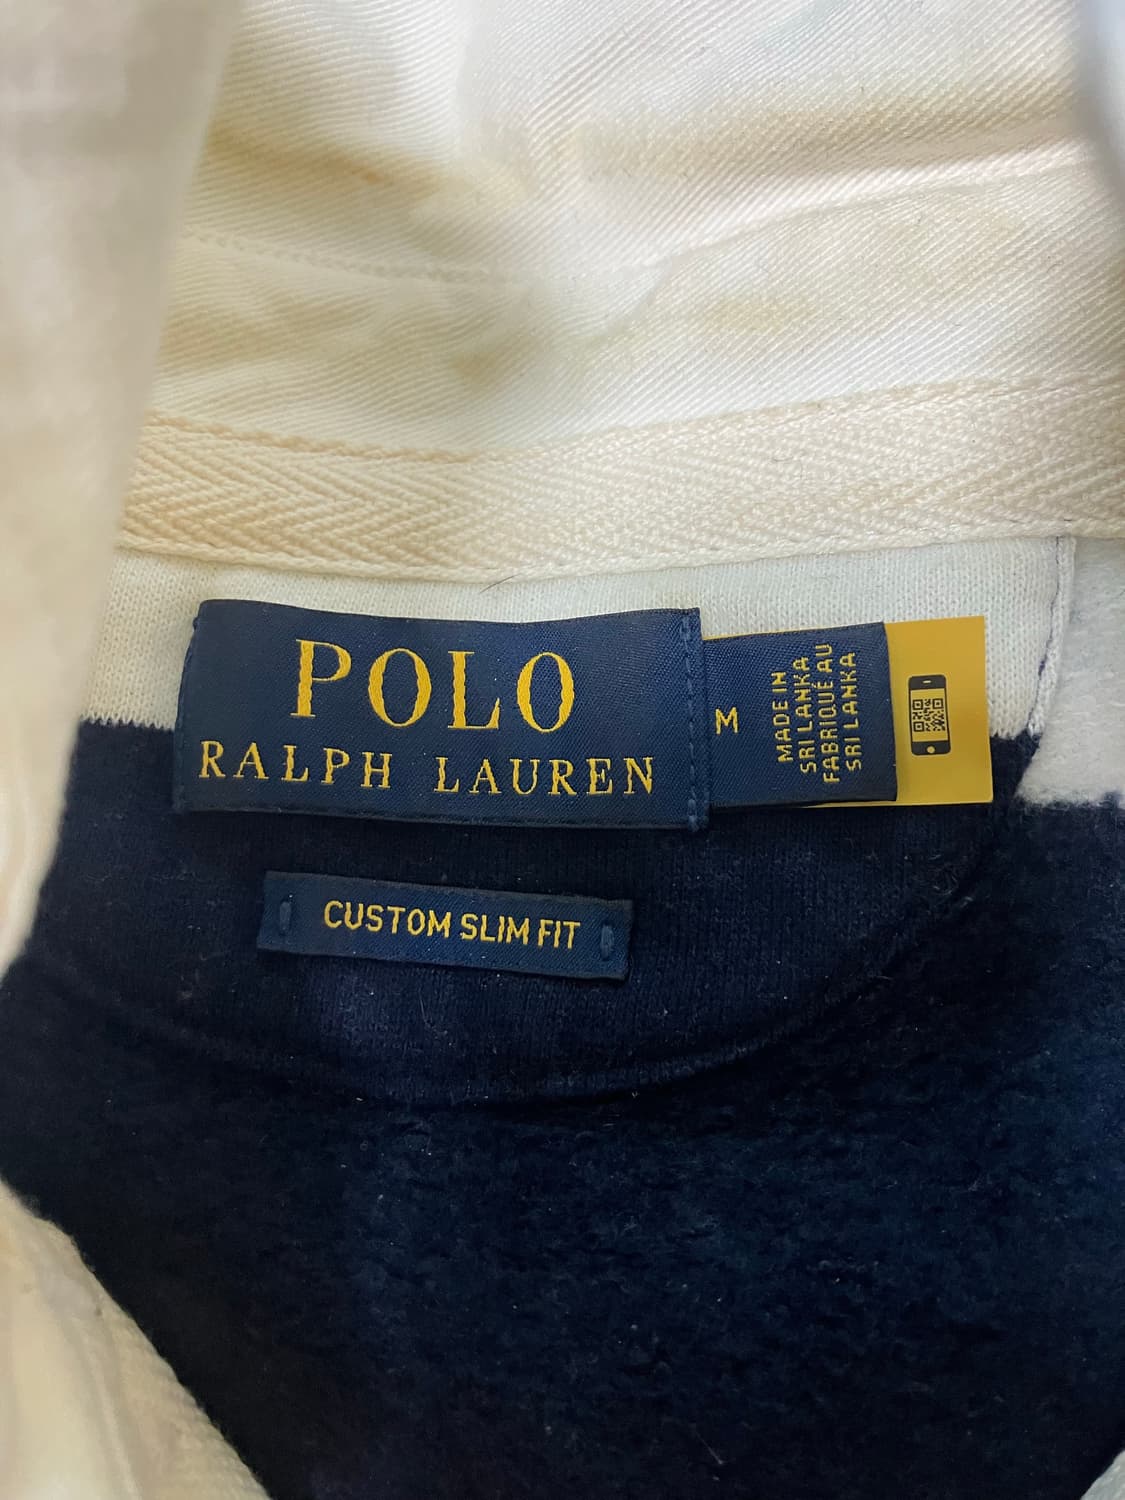 POLO
RALPH LAUREN
M
MADE IN
SRI LANKA
FABRIQUÉ AU
SRI LANKA
CUSTOM SLIM FIT